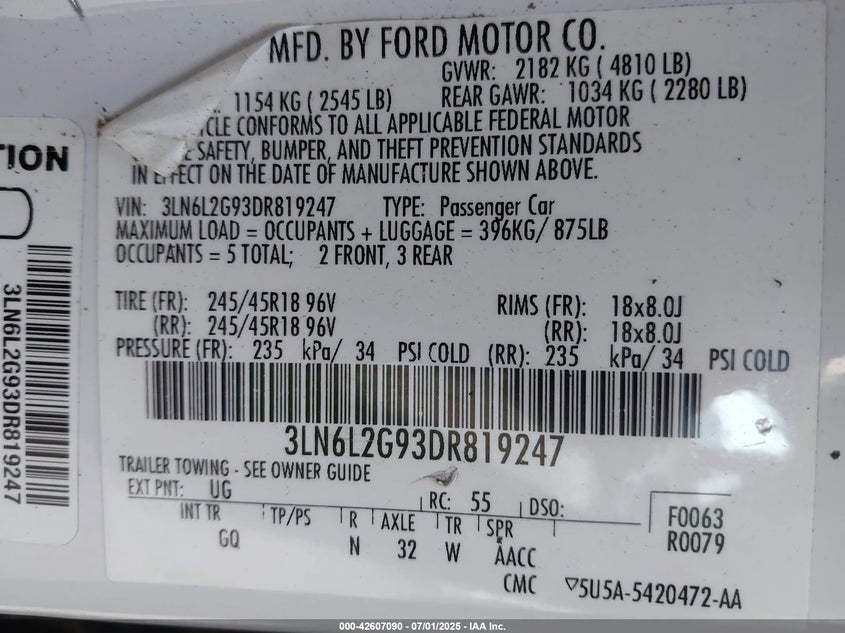 MFD. BY FORD MOTOR CO.
GVWR: 2182 KG ( 4810 LB)
1154 KG ( 2545 LB) REAR GAWR: 1034 KG ( 2280 LB)
CONFORMS TO ALL APPLICABLE FEDERAL MOTOR
SAFETY, BUMPER, AND THEFT PREVENTION STANDARDS
IN EFFECT ON THE DATE OF MANUFACTURE SHOWN ABOVE.
VIN: 3LN6L2G93DR819247 TYPE: Passenger Car
MAXIMUM LOAD = OCCUPANTS + LUGGAGE = 396KG/ 875LB
OCCUPANTS = 5 TOTAL; 2 FRONT, 3 REAR
TIRE (FR): 245/45R18 96V RIMS (FR): 18x8.0J
(RR): 245/45R18 96V (RR): 18x8.0J
PRESSURE (FR): 235 kPa/ 34 PSI COLD (RR): 235 kPa/ 34 PSI COLD
3LN6L2G93DR819247
TRAILER TOWING - SEE OWNER GUIDE
EXT PNT: UG RC: 55 DSO:
INT TR TP/PS R AXLE TR SPR
GQ N 32 W AACC
CMC
F0063
R0079
▽5U5A-5420472-AA
TION
3LN6L2G93DR819247
000-42607090 - 07/01/2025 - IAA Inc.